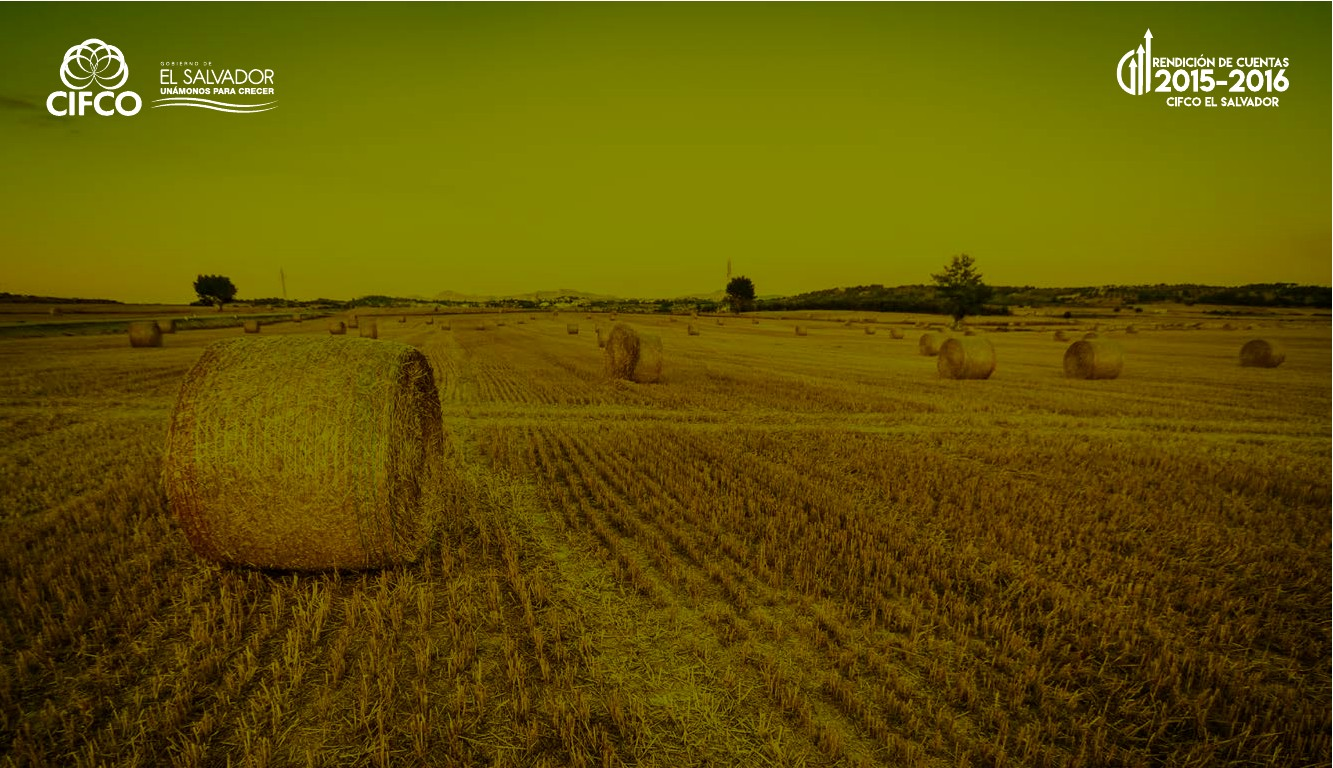 CIFCO
GOBIERNO DE
EL SALVADOR
UNÁMONOS PARA CRECER
RENDICIÓN DE CUENTAS
2015-2016
CIFCO EL SALVADOR